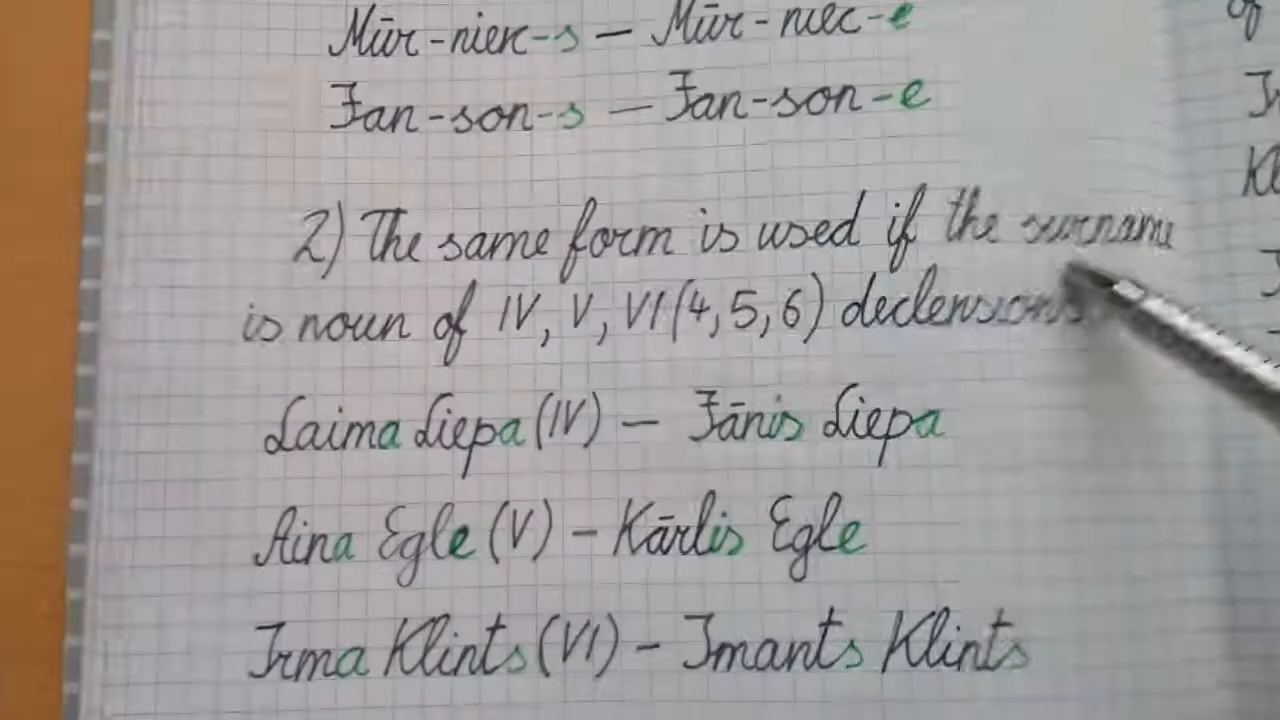 Mūr-niek-s – Mūr-niec-e
Jan-son-s – Jan-son-e
2) The same form is used if the surname
is noun of IV, V, VI (4, 5, 6) declensions
Laima Liepa (IV) – Jānis Liepa
Aina Egle (V) – Kārlis Egle
Irma Klints (VI) – Imants Klints
of